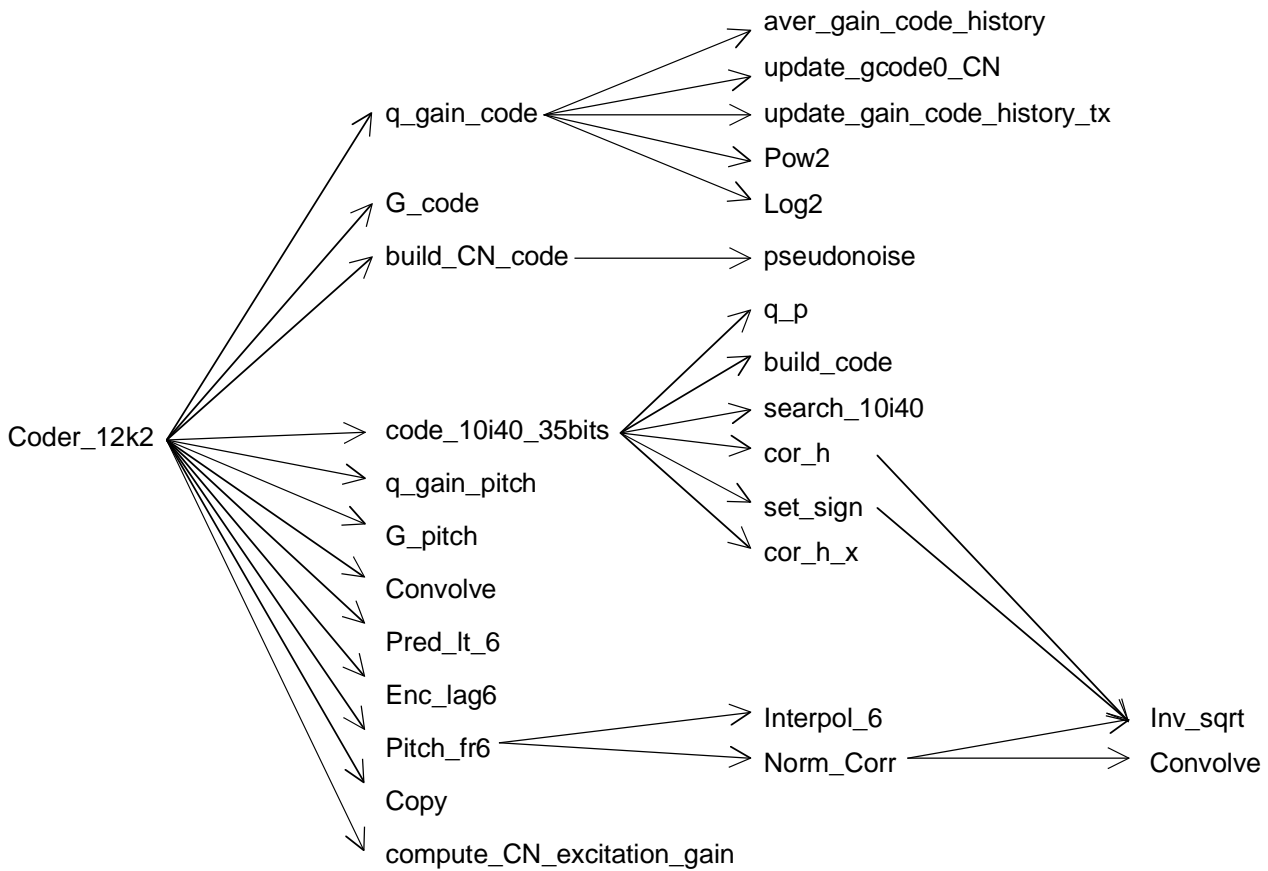 aver_gain_code_history
update_gcode0_CN
q_gain_code
update_gain_code_history_tx
Pow2
Log2
G_code
build_CN_code
pseudonoise
q_p
build_code
search_10i40
Coder_12k2
code_10i40_35bits
cor_h
q_gain_pitch
set_sign
G_pitch
cor_h_x
Convolve
Pred_lt_6
Enc_lag6
Interpol_6
Inv_sqrt
Pitch_fr6
Norm_Corr
Convolve
Copy
compute_CN_excitation_gain